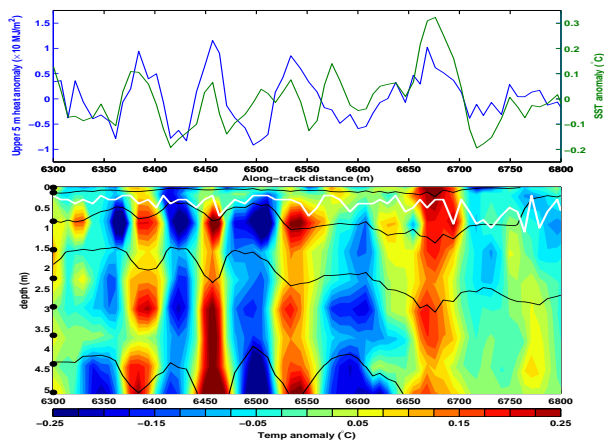 Upper 5 m heat anomaly (×10 MJ/m²)
1.5
1
0.5
0
−0.5
−1
0.3
0.2
0.1
0
−0.1
−0.2
SST anomaly (°C)
6300 6350 6400 6450 6500 6550 6600 6650 6700 6750 6800
Along−track distance (m)
depth (m)
0
0.5
1
1.5
2
2.5
3
3.5
4
4.5
5
6300 6350 6400 6450 6500 6550 6600 6650 6700 6750 6800
−0.25 −0.15 −0.05 0.05 0.15 0.25
Temp anomaly (°C)